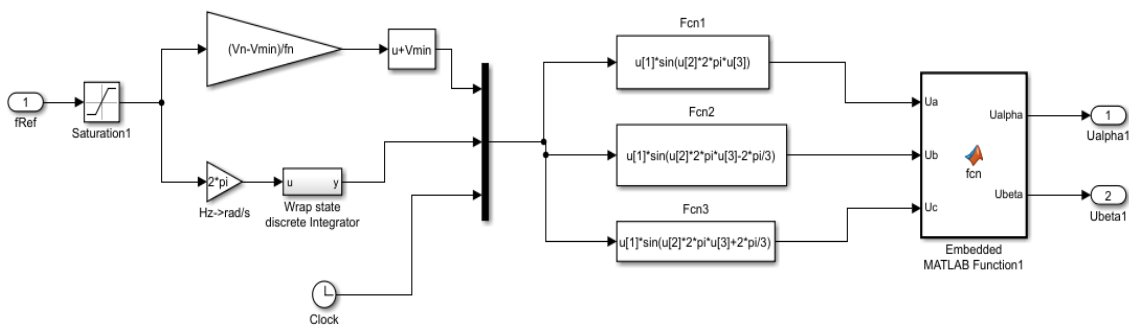 1
fRef
Saturation1
(Vn-Vmin)/fn
u+Vmin
2*pi
Hz->rad/s
u y
Wrap state
discrete Integrator
Clock
Fcn1
u[1]*sin(u[2]*2*pi*u[3])
Fcn2
u[1]*sin(u[2]*2*pi*u[3]-2*pi/3)
Fcn3
u[1]*sin(u[2]*2*pi*u[3]+2*pi/3)
Ua
Ub
Uc
fcn
Ualpha
Ubeta
Embedded
MATLAB Function1
1
Ualpha1
2
Ubeta1